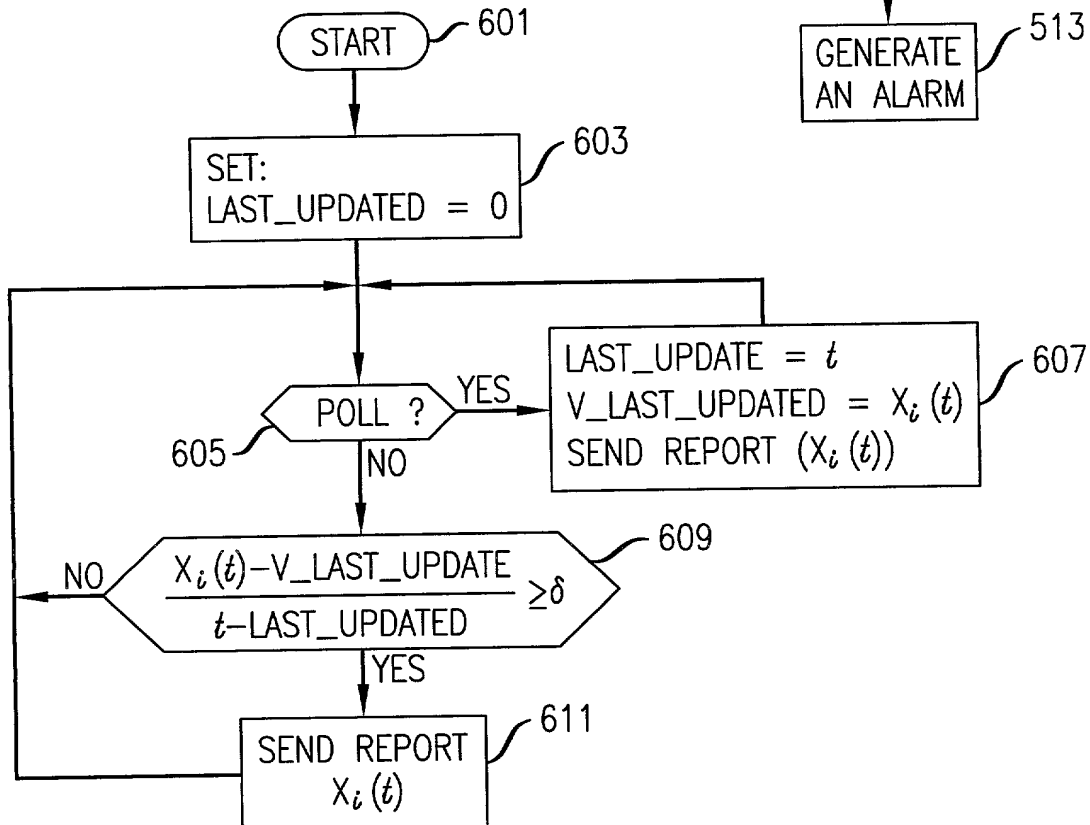 START
601
GENERATE
AN ALARM
513
SET:
LAST_UPDATED = 0
603
POLL ?
605
YES
NO
LAST_UPDATE = t
V_LAST_UPDATED = Xi(t)
SEND REPORT (Xi(t))
607
Xi(t)-V_LAST_UPDATE
t-LAST_UPDATED
≥δ
609
NO
YES
SEND REPORT
Xi(t)
611